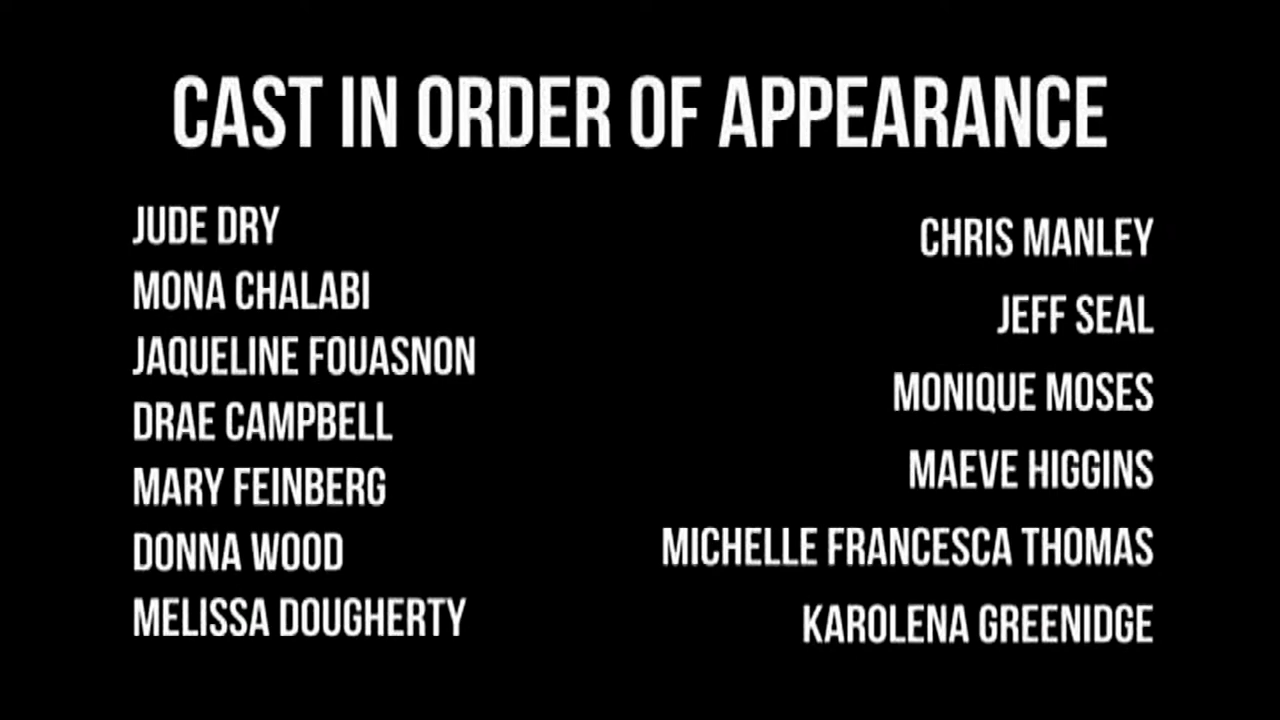 CAST IN ORDER OF APPEARANCE
JUDE DRY
MONA CHALABI
JAQUELINE FOUASNON
DRAE CAMPBELL
MARY FEINBERG
DONNA WOOD
MELISSA DOUGHERTY
CHRIS MANLEY
JEFF SEAL
MONIQUE MOSES
MAEVE HIGGINS
MICHELLE FRANCESCA THOMAS
KAROLENA GREENIDGE